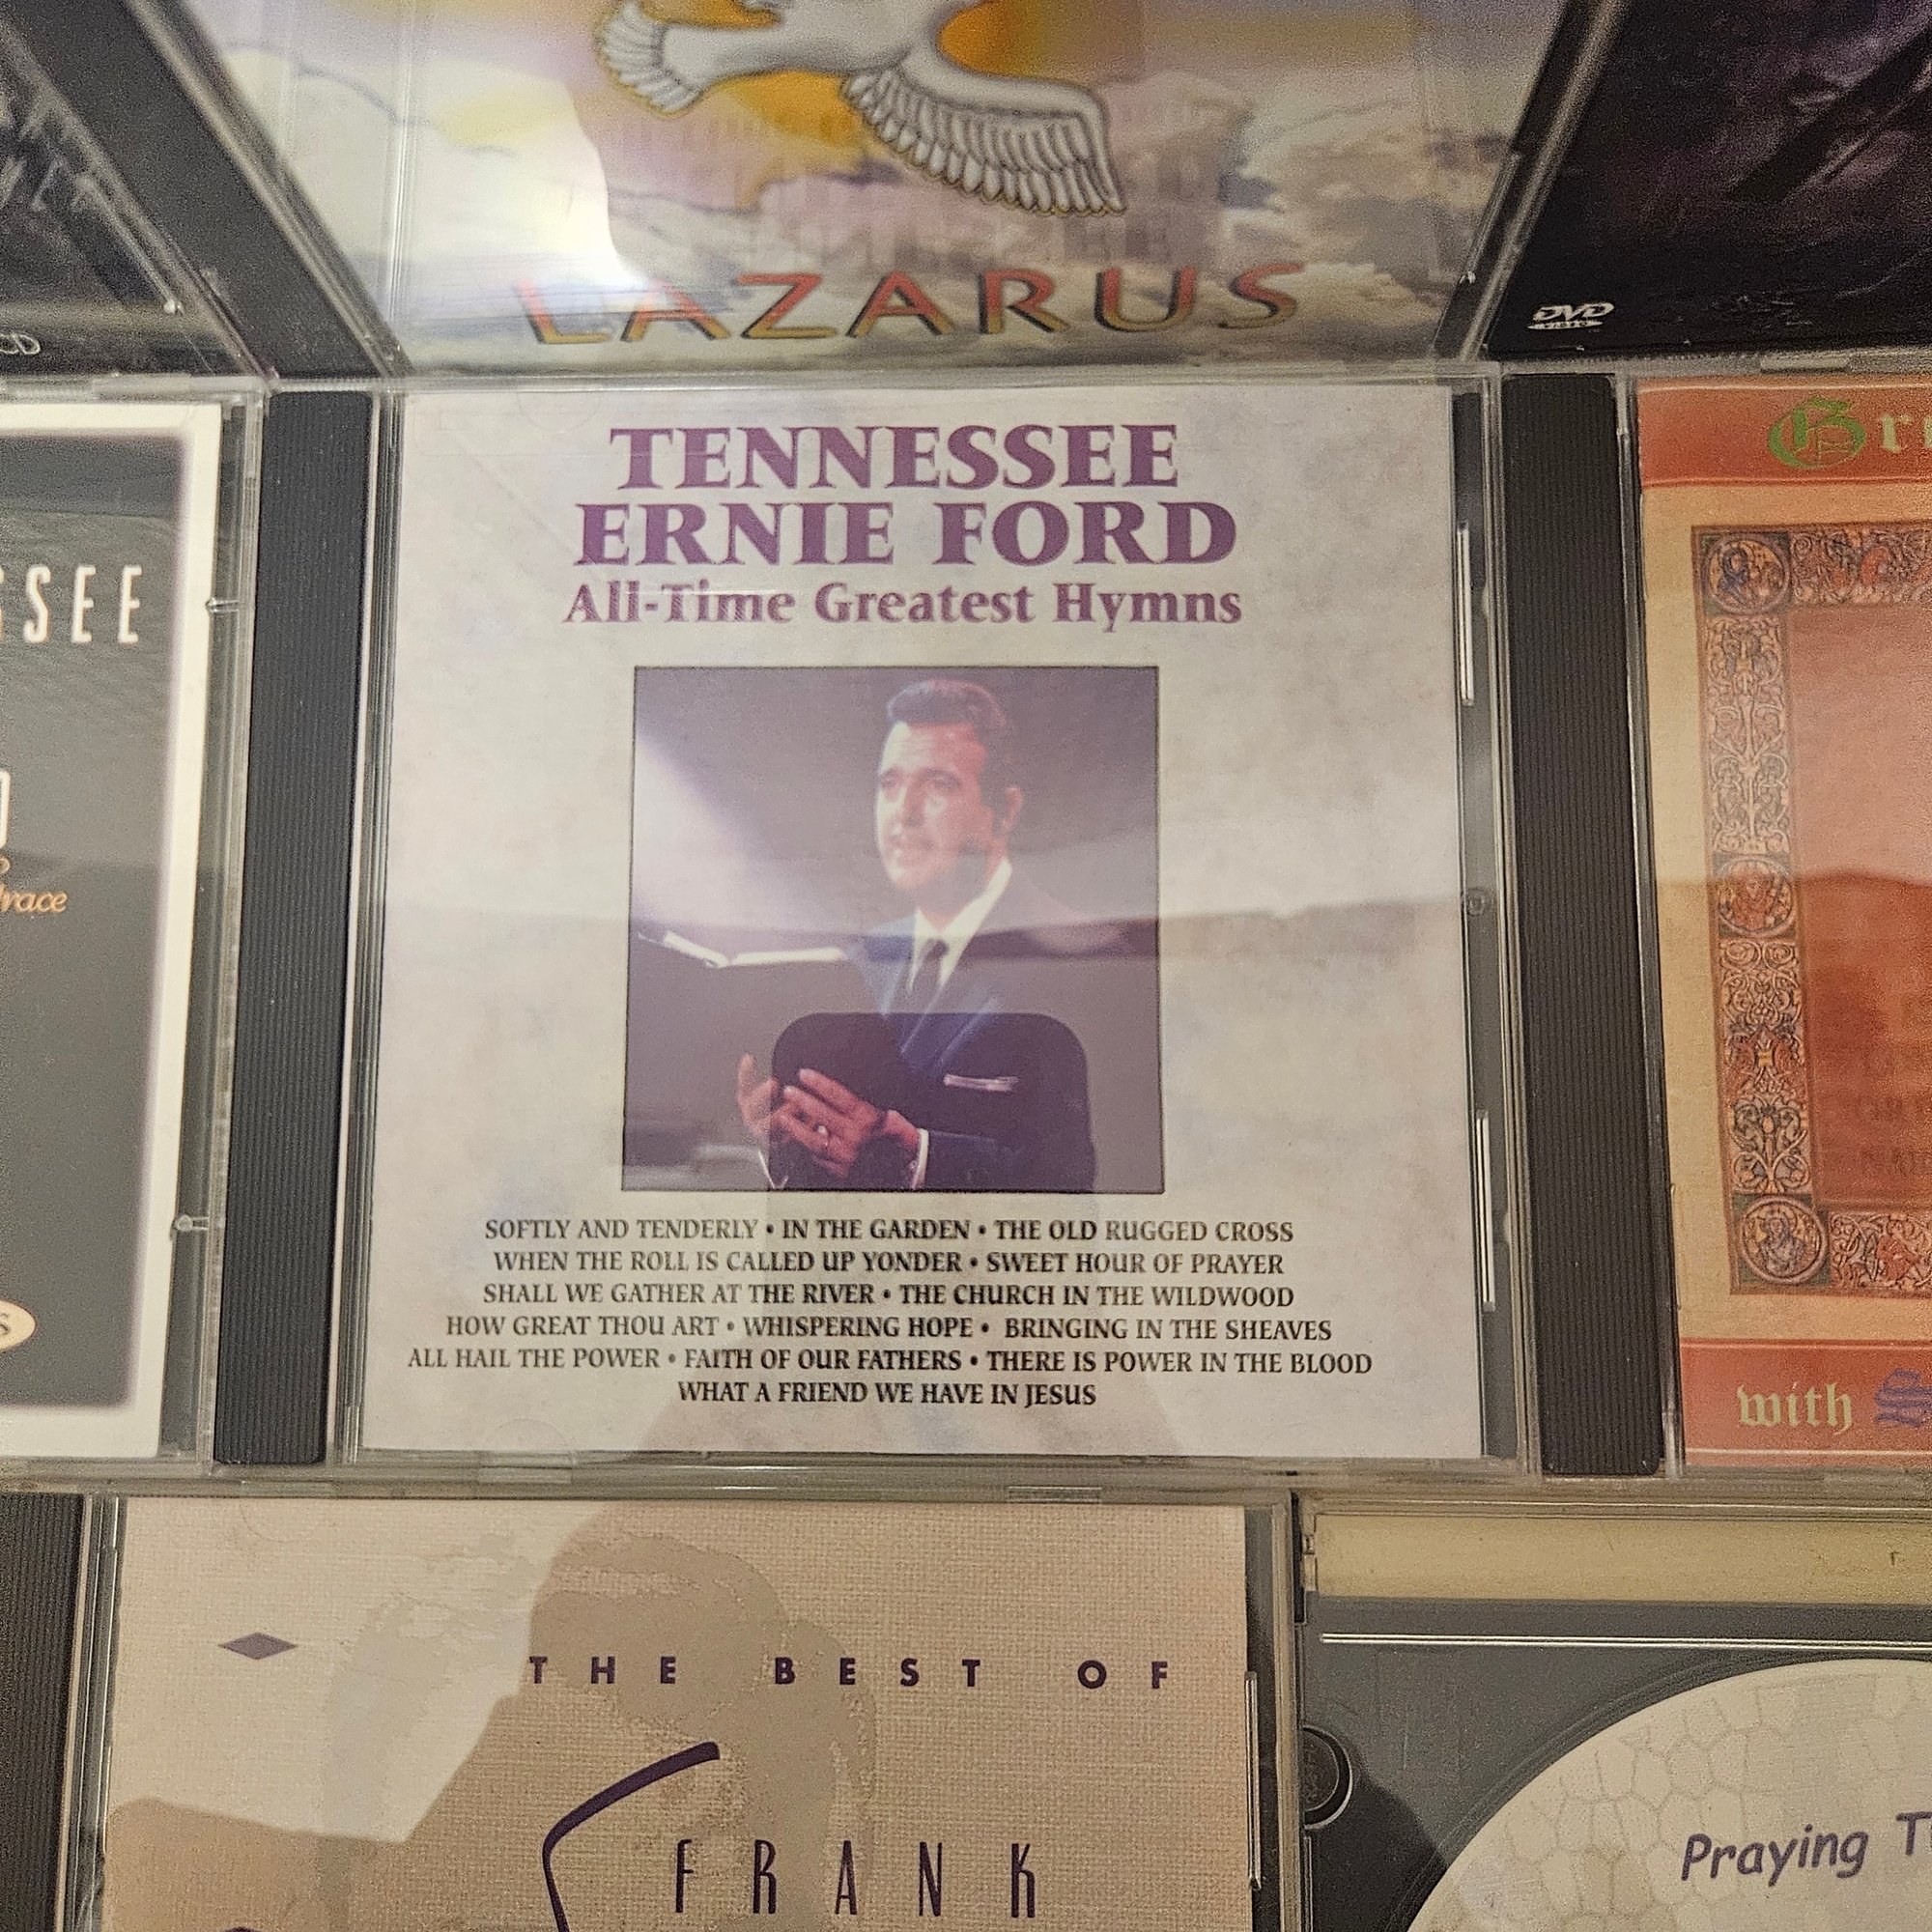 LAZARUS
DVD
VIDEO
CD
TENNESSEE
ERNIE FORD
All-Time Greatest Hymns
SOFTLY AND TENDERLY • IN THE GARDEN • THE OLD RUGGED CROSS
WHEN THE ROLL IS CALLED UP YONDER • SWEET HOUR OF PRAYER
SHALL WE GATHER AT THE RIVER • THE CHURCH IN THE WILDWOOD
HOW GREAT THOU ART • WHISPERING HOPE • BRINGING IN THE SHEAVES
ALL HAIL THE POWER • FAITH OF OUR FATHERS • THERE IS POWER IN THE BLOOD
WHAT A FRIEND WE HAVE IN JESUS
SSEE
race
with
THE BEST OF
FRANK
Praying